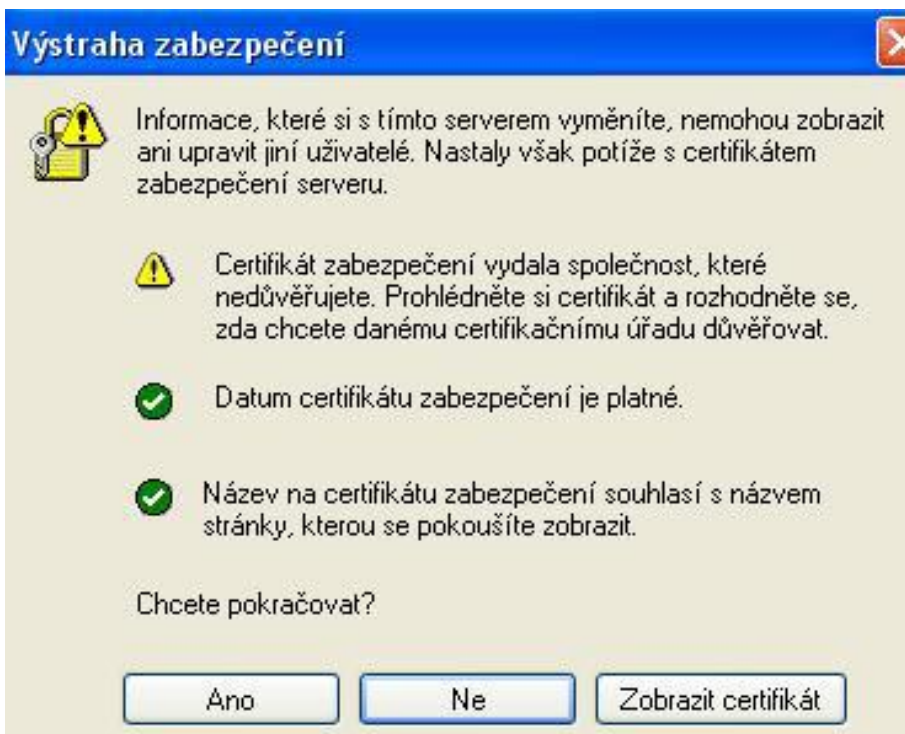 Výstraha zabezpečení
Informace, které si s tímto serverem vyměníte, nemohou zobrazit
ani upravit jiní uživatelé. Nastaly však potíže s certifikátem
zabezpečení serveru.
Certifikát zabezpečení vydala společnost, které
nedůvěřujete. Prohlédněte si certifikát a rozhodněte se,
zda chcete danému certifikačnímu úřadu důvěřovat.
Datum certifikátu zabezpečení je platné.
Název na certifikátu zabezpečení souhlasí s názvem
stránky, kterou se pokoušíte zobrazit.
Chcete pokračovat?
Ano Ne Zobrazit certifikát